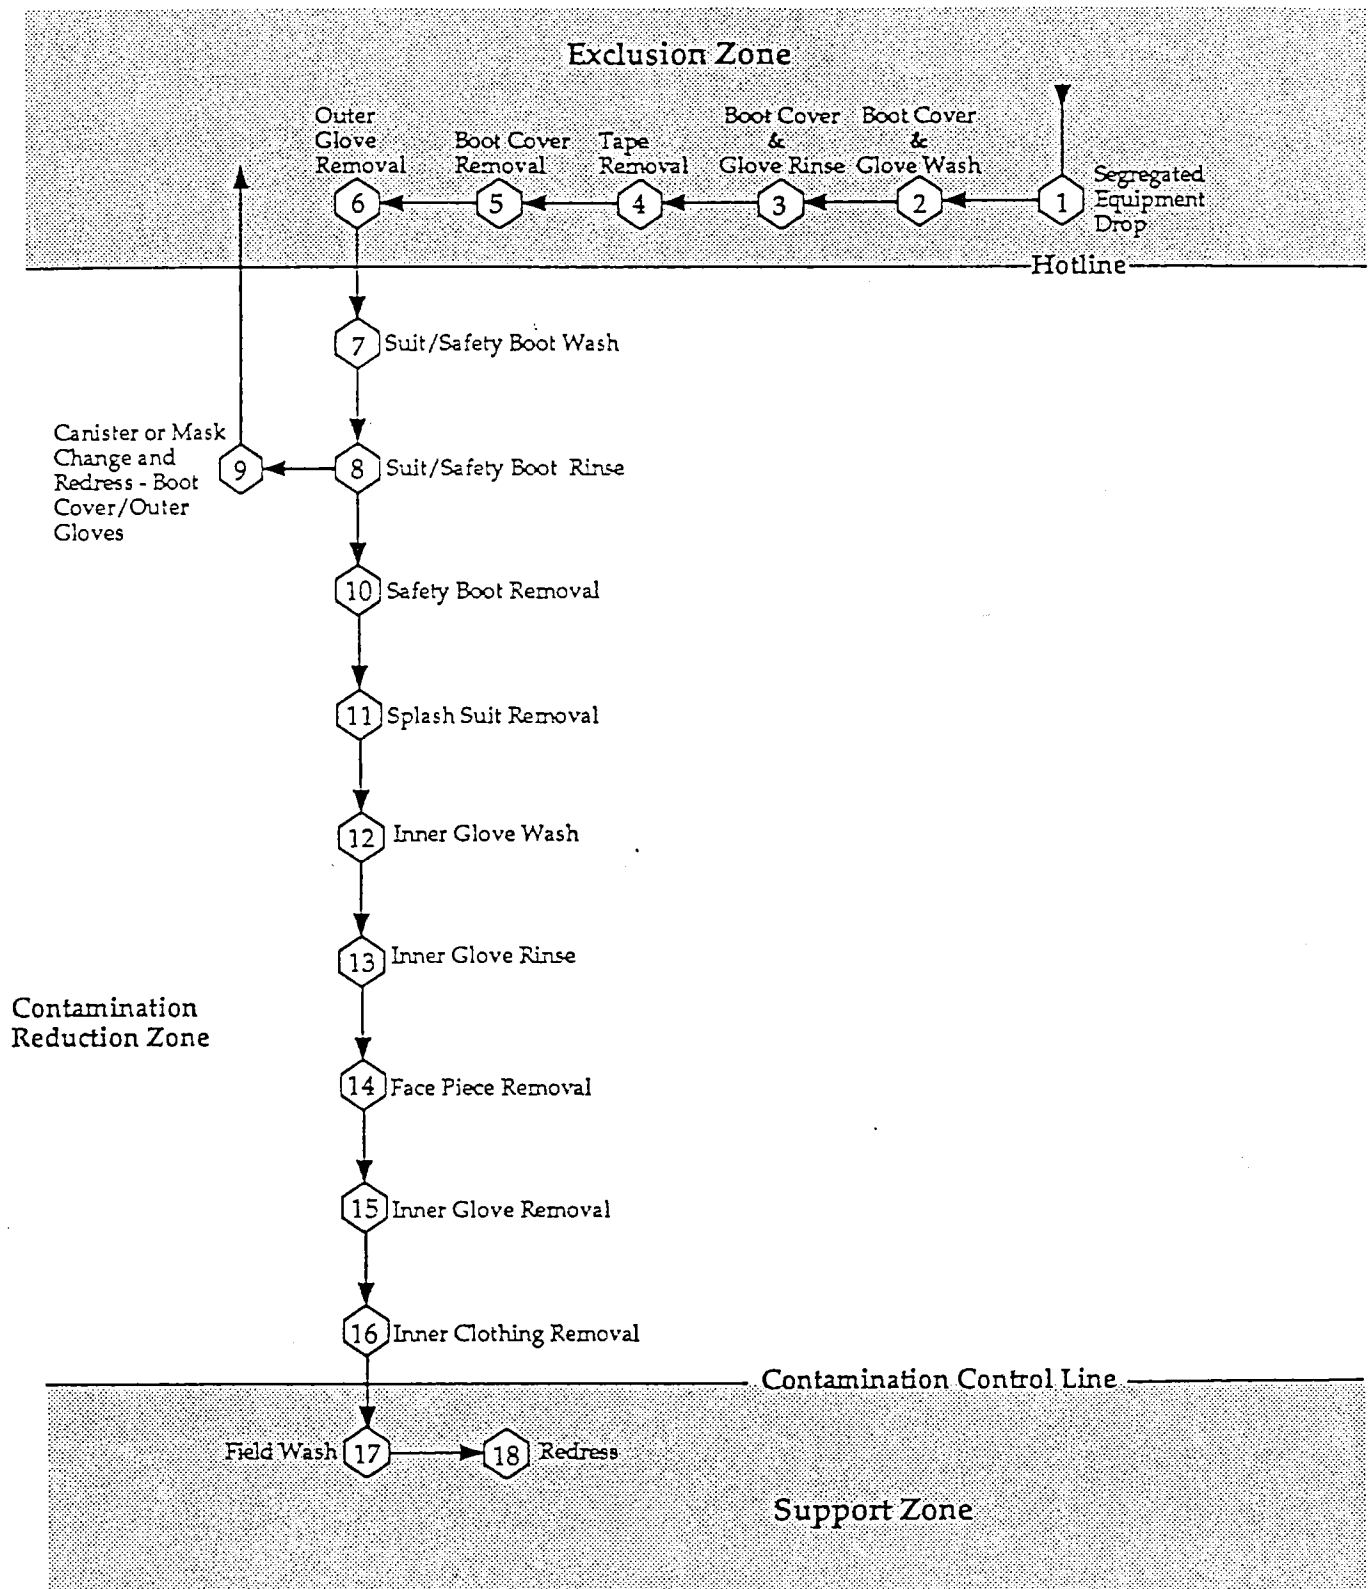 Exclusion Zone
Outer
Glove
Removal
Boot Cover
Removal
Tape
Removal
Boot Cover
&
Glove Rinse
Boot Cover
&
Glove Wash
Segregated
Equipment
Drop
6
5
4
3
2
1
Hotline
7
Suit/Safety Boot Wash
Canister or Mask
Change and
Redress - Boot
Cover/Outer
Gloves
9
8
Suit/Safety Boot Rinse
10
Safety Boot Removal
11
Splash Suit Removal
12
Inner Glove Wash
13
Inner Glove Rinse
Contamination
Reduction Zone
14
Face Piece Removal
15
Inner Glove Removal
16
Inner Clothing Removal
Contamination Control Line
Field Wash
17
18
Redress
Support Zone